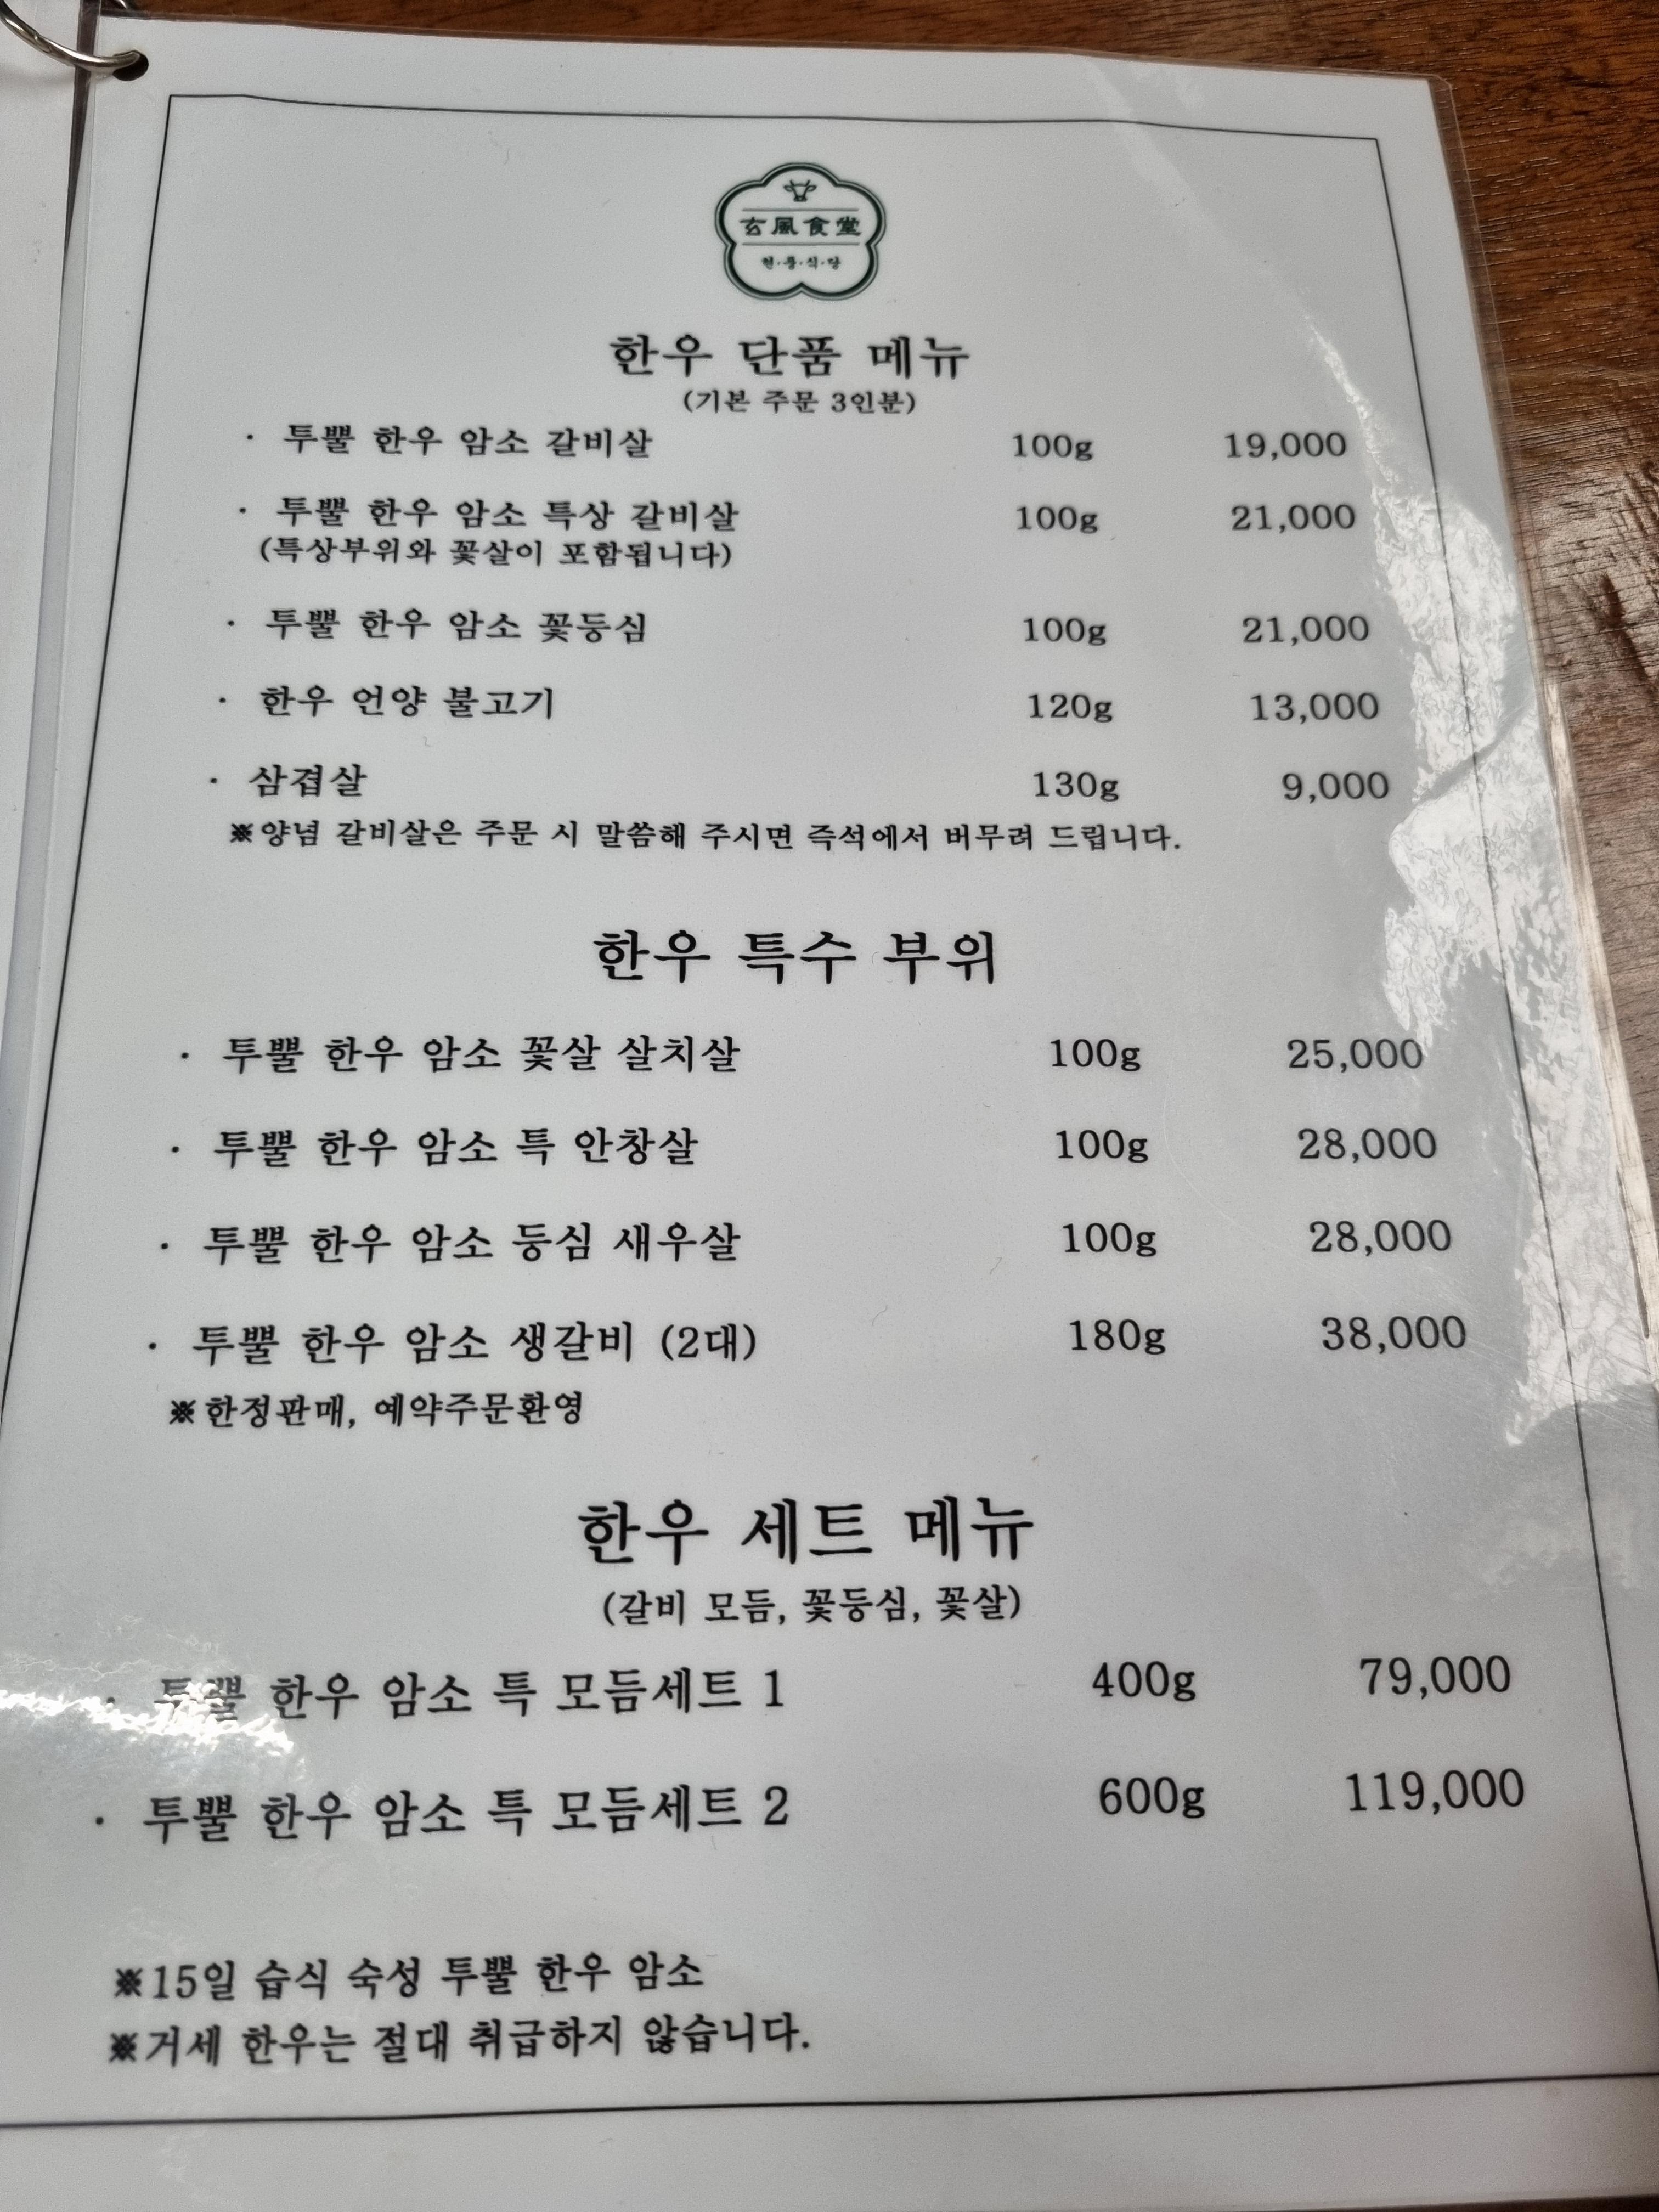 玄風食堂
현·풍·식·당
한우 단품 메뉴
(기본 주문 3인분)
· 투뿔 한우 암소 갈비살 100g 19,000
· 투뿔 한우 암소 특상 갈비살 100g 21,000
(특상부위와 꽃살이 포함됩니다)
· 투뿔 한우 암소 꽃등심 100g 21,000
· 한우 언양 불고기 120g 13,000
· 삼겹살 130g 9,000
※양념 갈비살은 주문 시 말씀해 주시면 즉석에서 버무려 드립니다.
한우 특수 부위
· 투뿔 한우 암소 꽃살 살치살 100g 25,000
· 투뿔 한우 암소 특 안창살 100g 28,000
· 투뿔 한우 암소 등심 새우살 100g 28,000
· 투뿔 한우 암소 생갈비 (2대) 180g 38,000
※한정판매, 예약주문환영
한우 세트 메뉴
(갈비 모듬, 꽃등심, 꽃살)
· 투뿔 한우 암소 특 모듬세트 1 400g 79,000
· 투뿔 한우 암소 특 모듬세트 2 600g 119,000
※15일 습식 숙성 투뿔 한우 암소
※거세 한우는 절대 취급하지 않습니다.